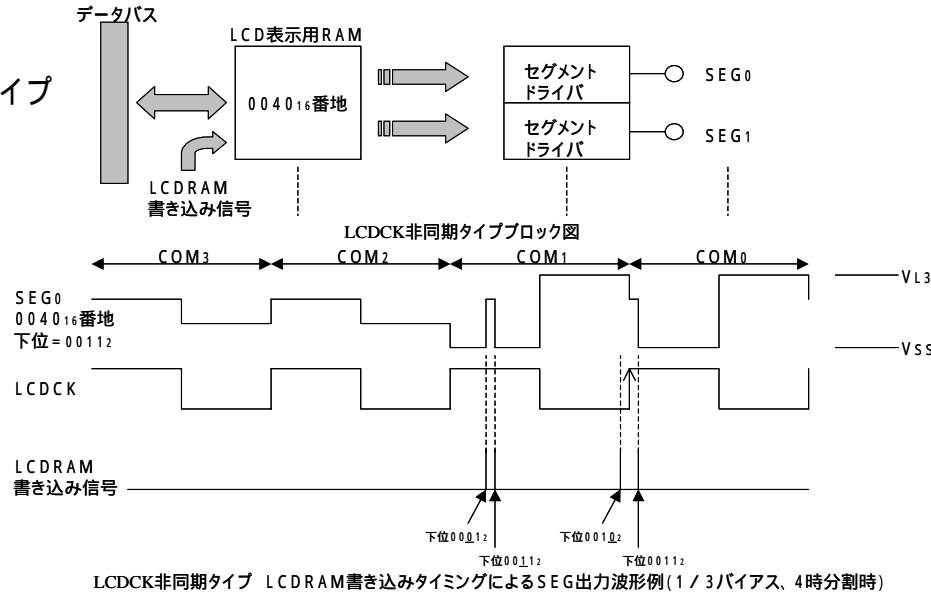 データバス
LCD表示用RAM
イプ
0040₁₆番地
セグメント
ドライバ
SEG₀
セグメント
ドライバ
SEG₁
LCDRAM
書き込み信号
LCDCK非同期タイプブロック図
COM₃
COM₂
COM₁
COM₀
VL3
SEG₀
0040₁₆番地
下位=0011₂
VSS
LCDCK
LCDRAM
書き込み信号
下位0001₂
下位0010₂
下位0011₂
下位0011₂
LCDCK非同期タイプ LCDRAM書き込みタイミングによるSEG出力波形例(1/3バイアス、4時分割時)